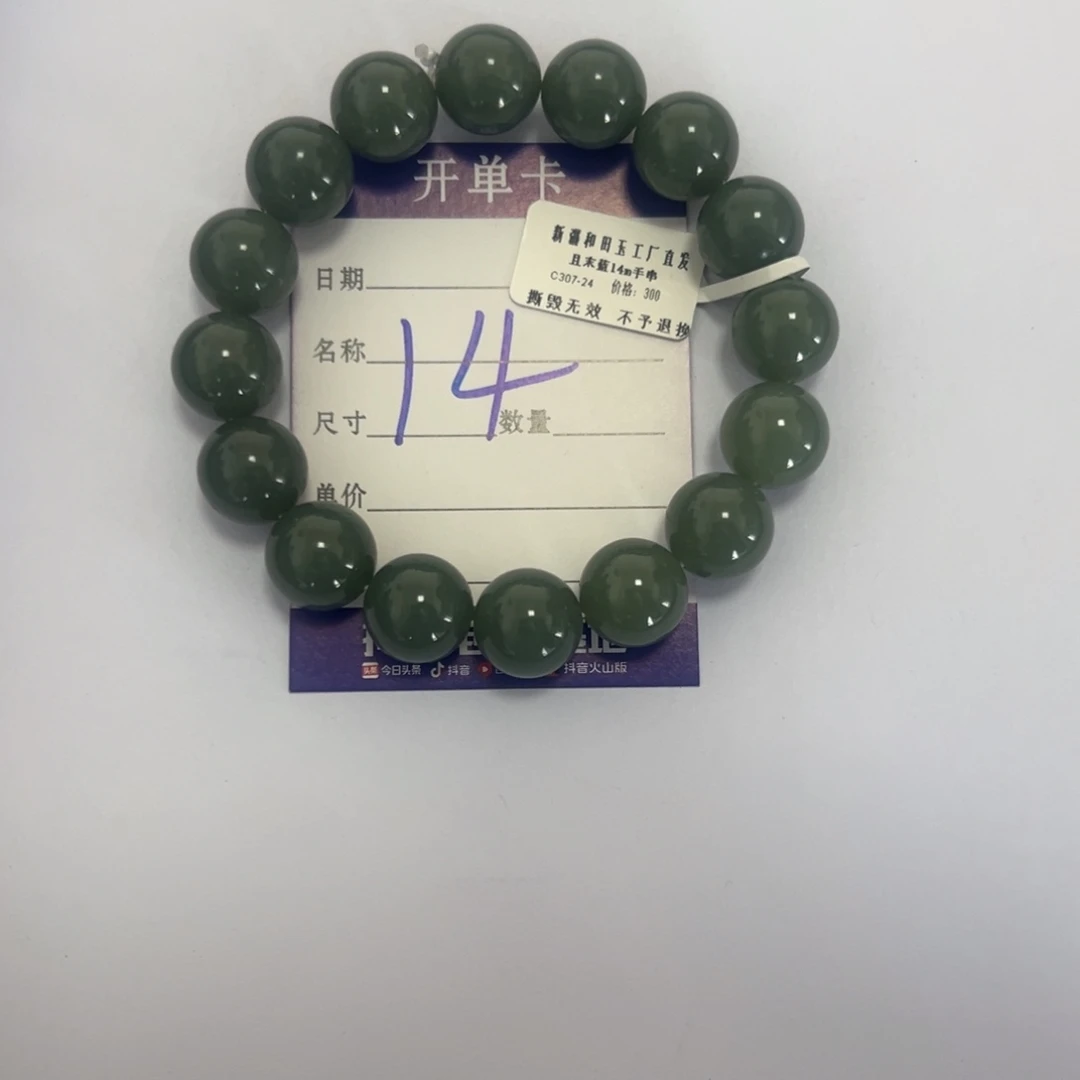 开单卡
新疆和田玉工厂直发
且末蓝14m手串
C307-24 价格: 300
撕毁无效 不予退换
日期
名称
14
尺寸 数量
单价
头条 今日头条 抖音 抖音火山版